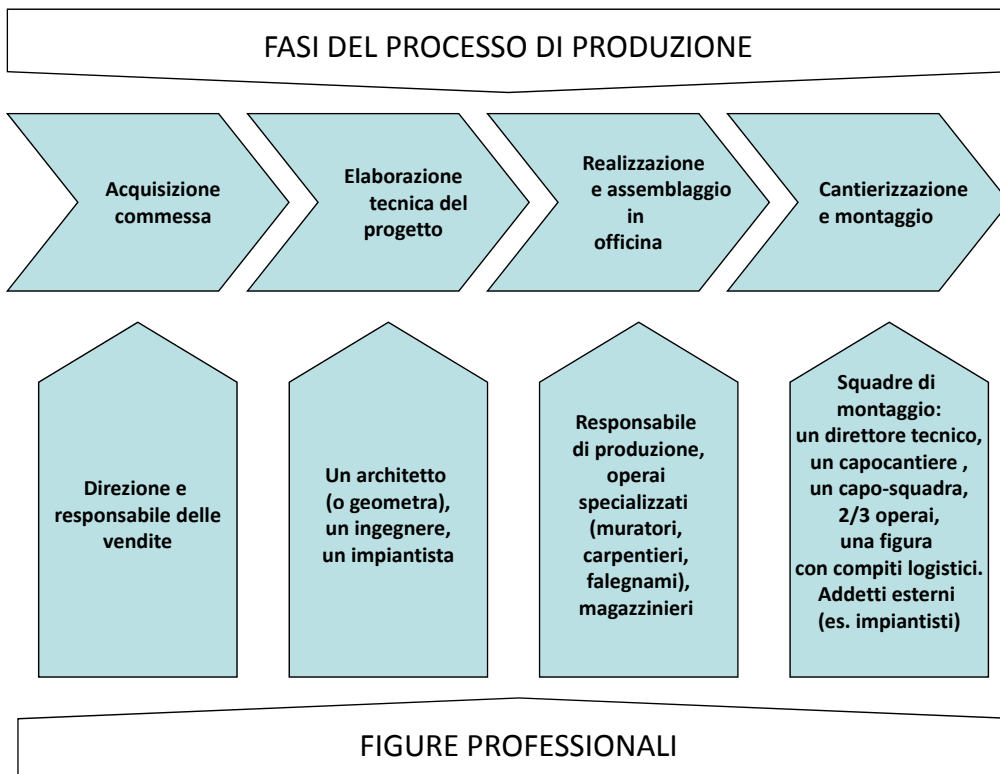 FASI DEL PROCESSO DI PRODUZIONE
Acquisizione
commessa
Elaborazione
tecnica del
progetto
Realizzazione
e assemblaggio
in
officina
Cantierizzazione
e montaggio
Direzione e
responsabile delle
vendite
Un architetto
(o geometra),
un ingegnere,
un impiantista
Responsabile
di produzione,
operai
specializzati
(muratori,
carpentieri,
falegnami),
magazzinieri
Squadre di
montaggio:
un direttore tecnico,
un capocantiere ,
un capo-squadra,
2/3 operai,
una figura
con compiti logistici.
Addetti esterni
(es. impiantisti)
FIGURE PROFESSIONALI